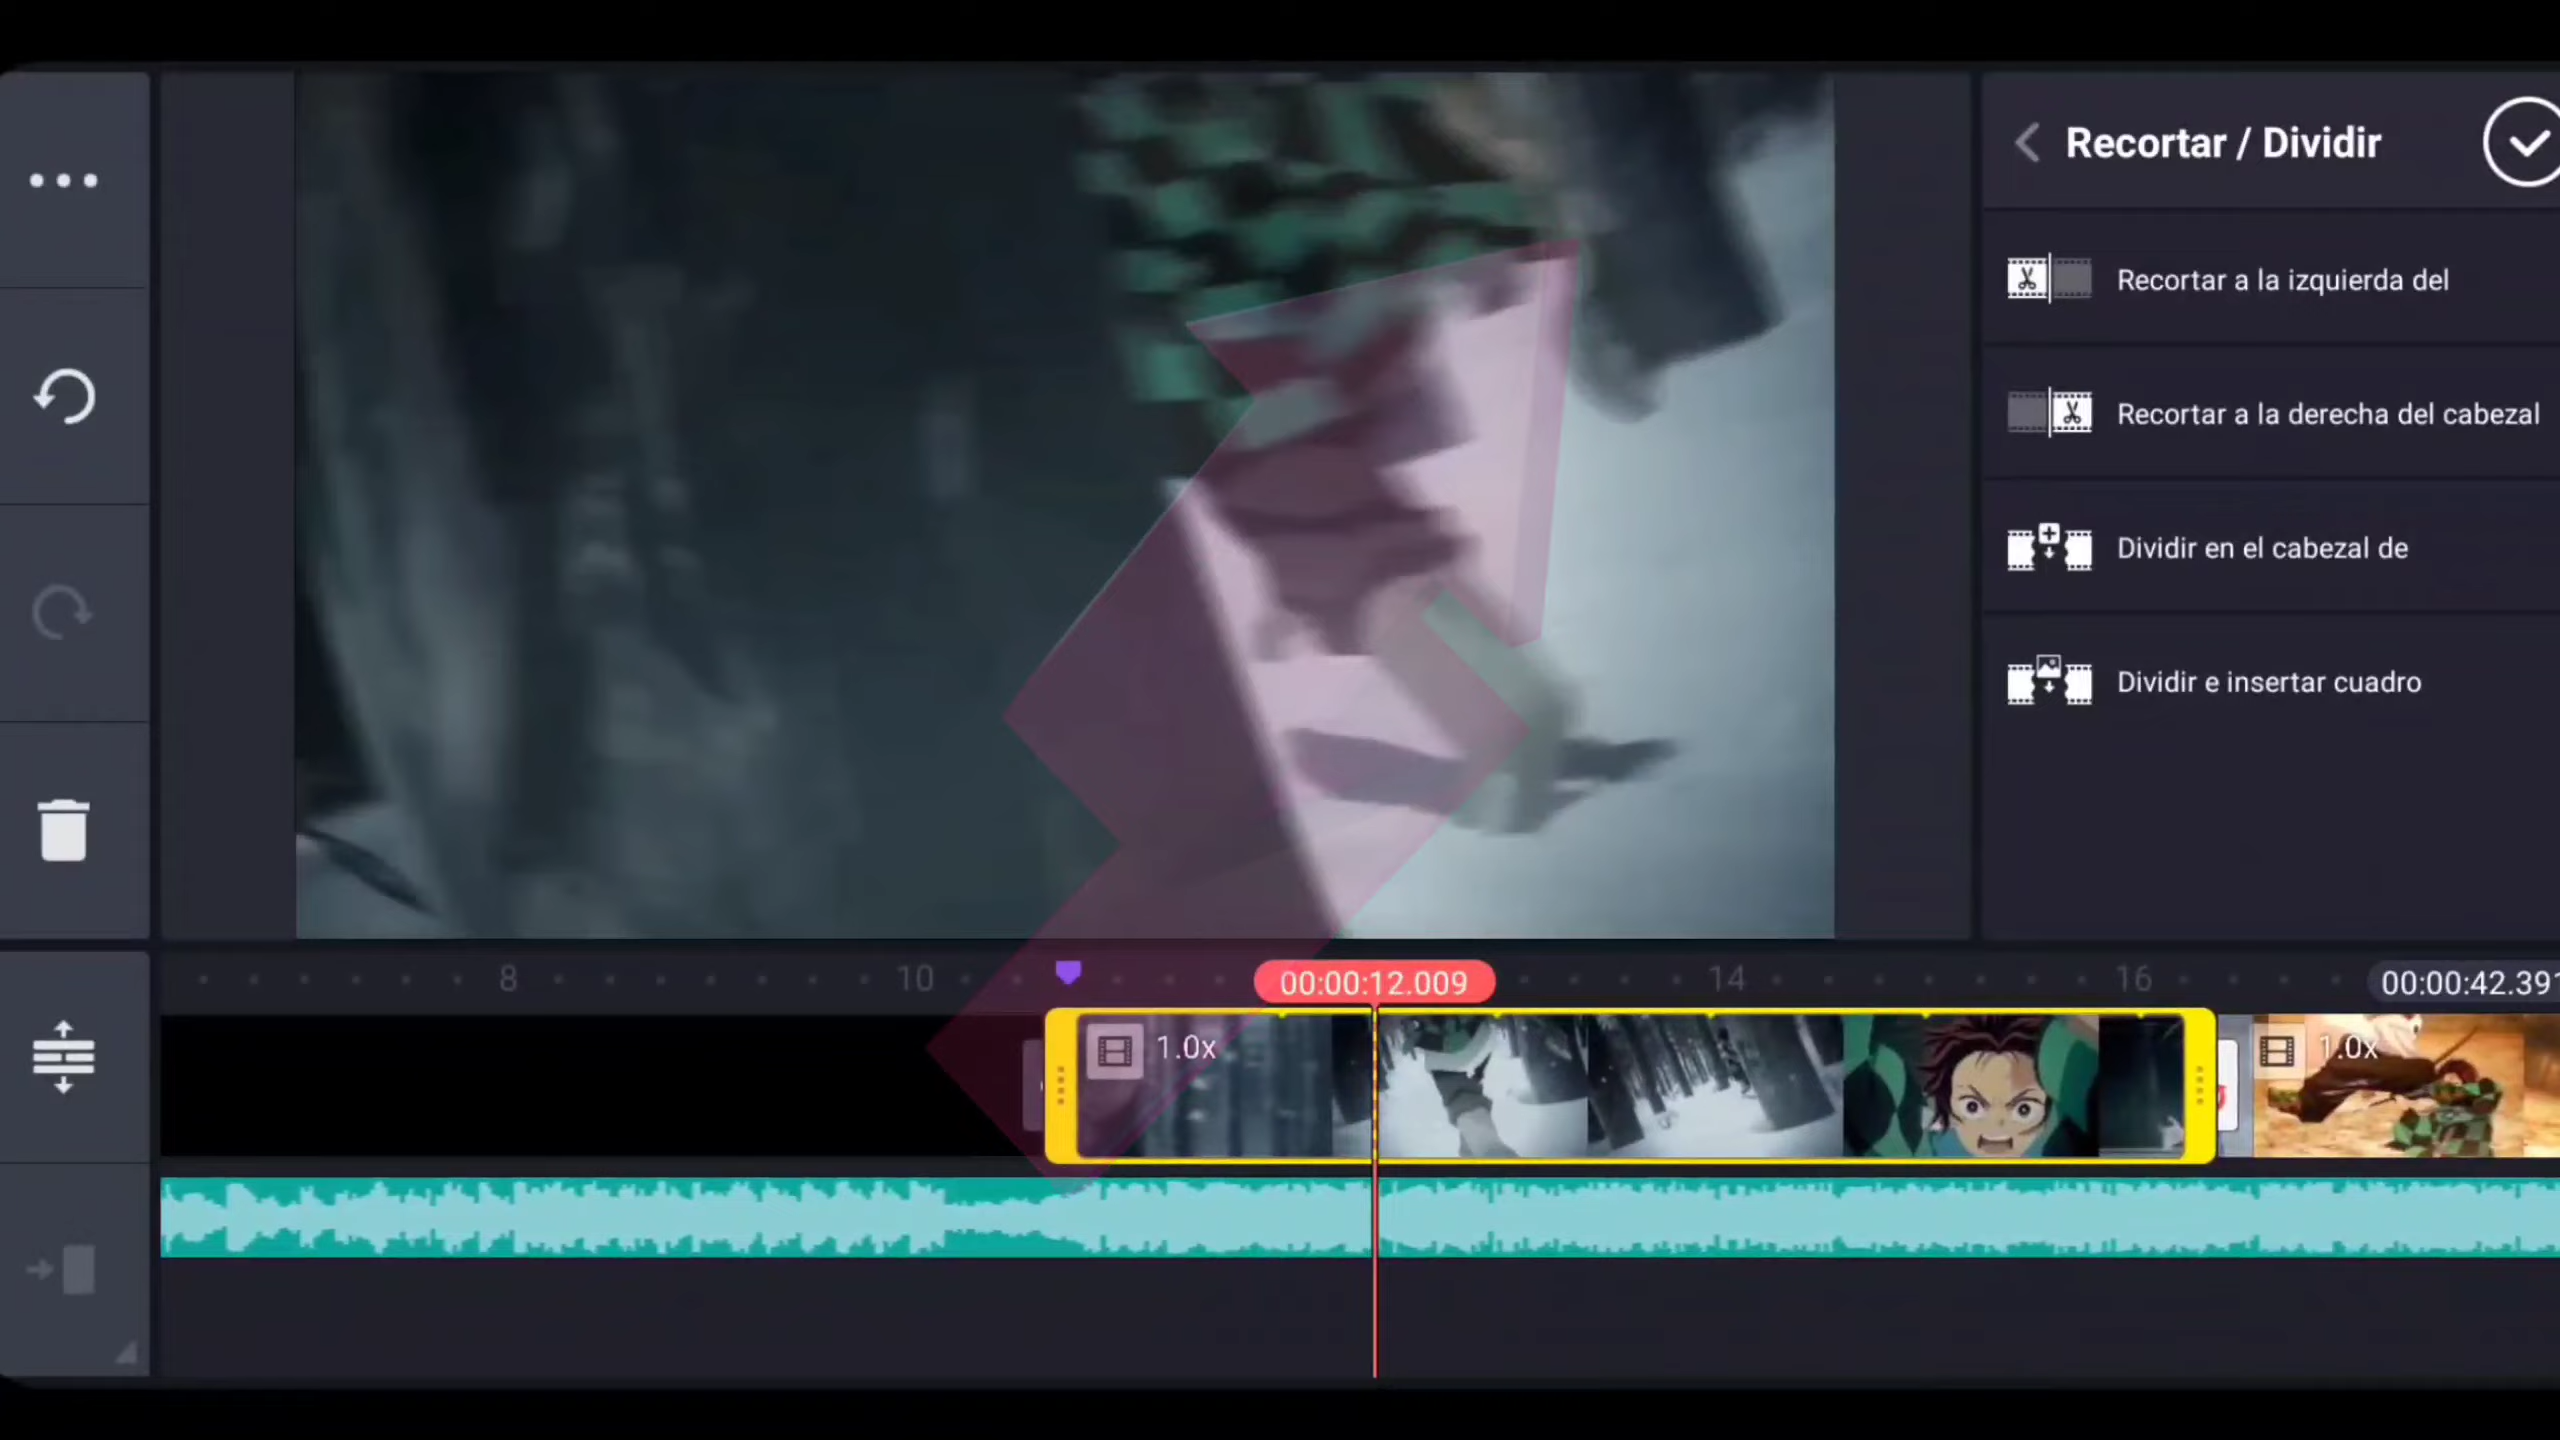 Recortar / Dividir
Recortar a la izquierda del
Recortar a la derecha del cabezal
Dividir en el cabezal de
Dividir e insertar cuadro
8
10
00:00:12.009
14
16
00:00:42.391
1.0x
1.0x